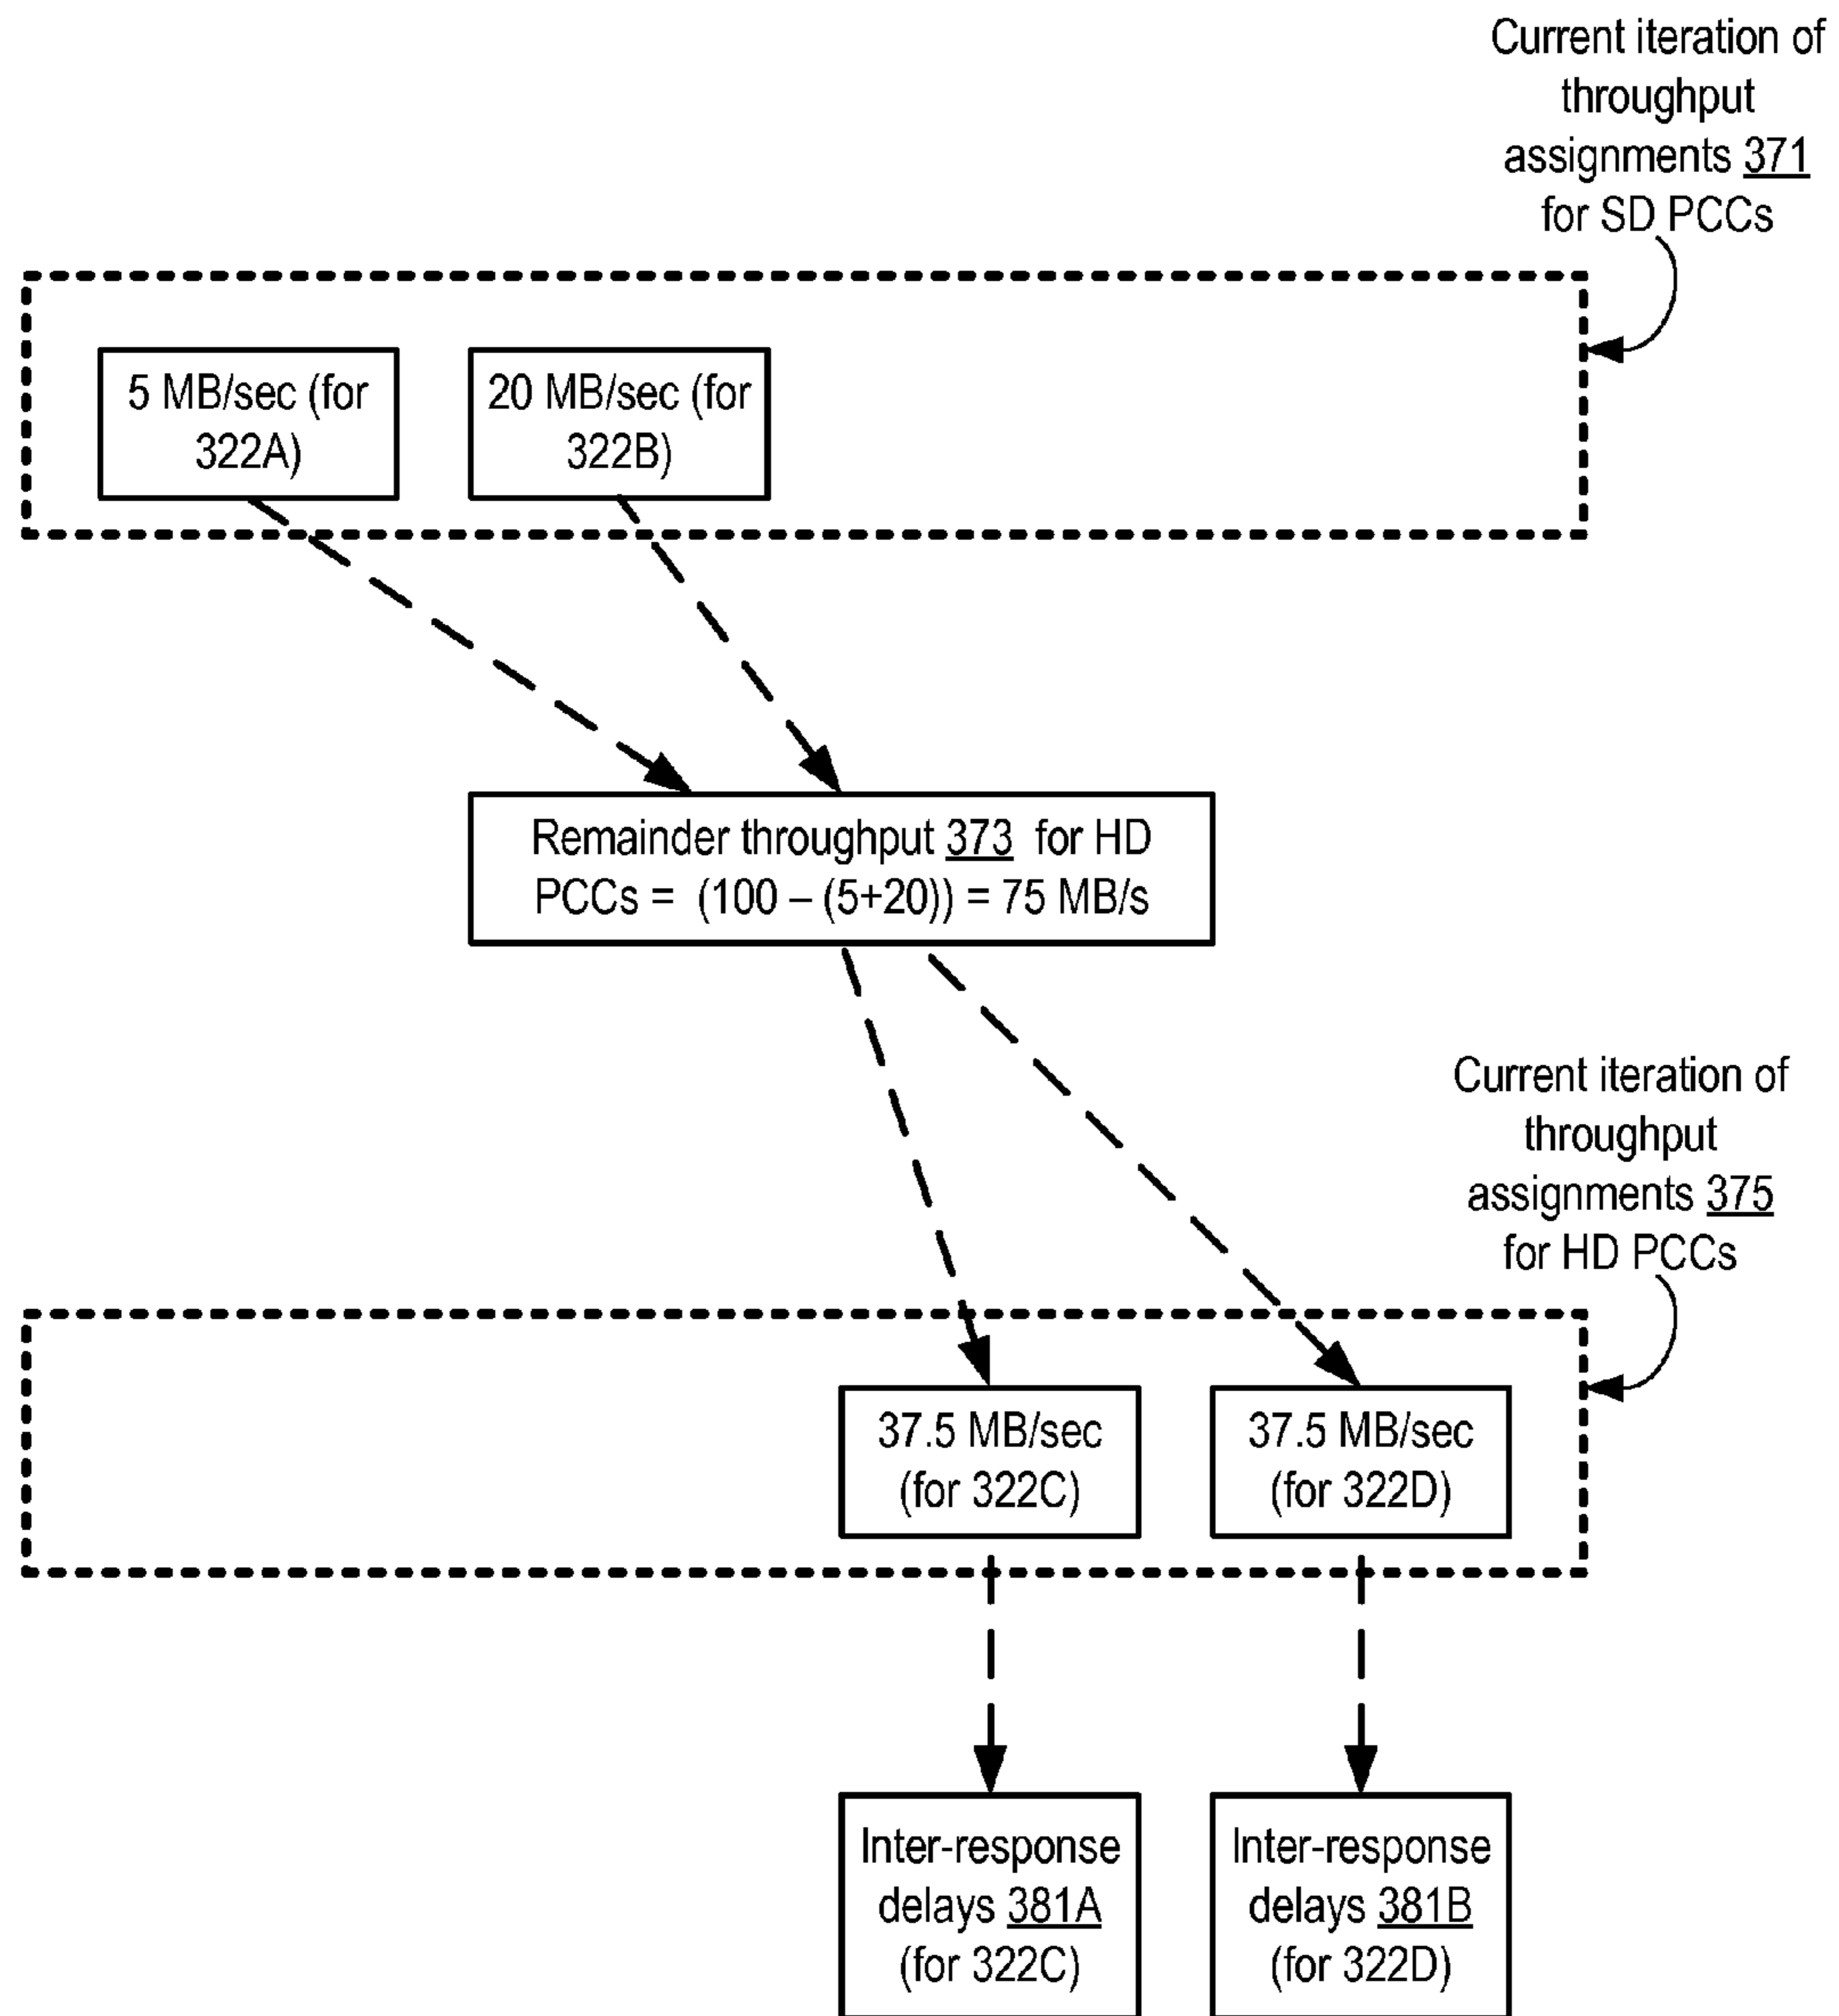 Current iteration of
throughput
assignments 371
for SD PCCs
5 MB/sec (for
322A)
20 MB/sec (for
322B)
Remainder throughput 373 for HD
PCCs = (100 – (5+20)) = 75 MB/s
Current iteration of
throughput
assignments 375
for HD PCCs
37.5 MB/sec
(for 322C)
37.5 MB/sec
(for 322D)
Inter-response
delays 381A
(for 322C)
Inter-response
delays 381B
(for 322D)